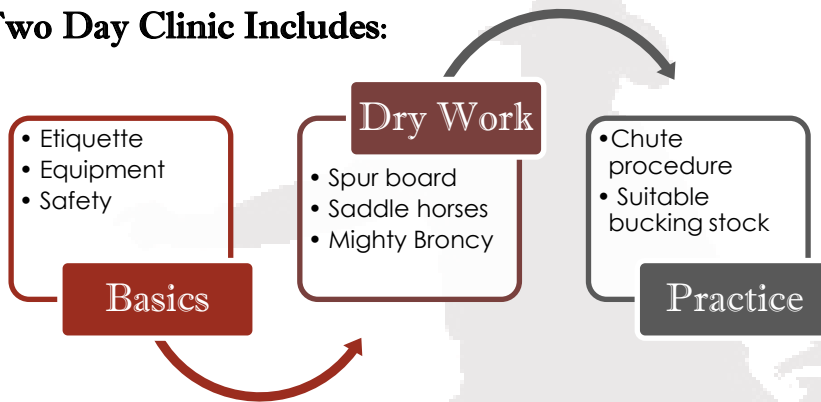 Two Day Clinic Includes:
• Etiquette
• Equipment
• Safety
Basics
Dry Work
• Spur board
• Saddle horses
• Mighty Broncy
•Chute
procedure
• Suitable
bucking stock
Practice